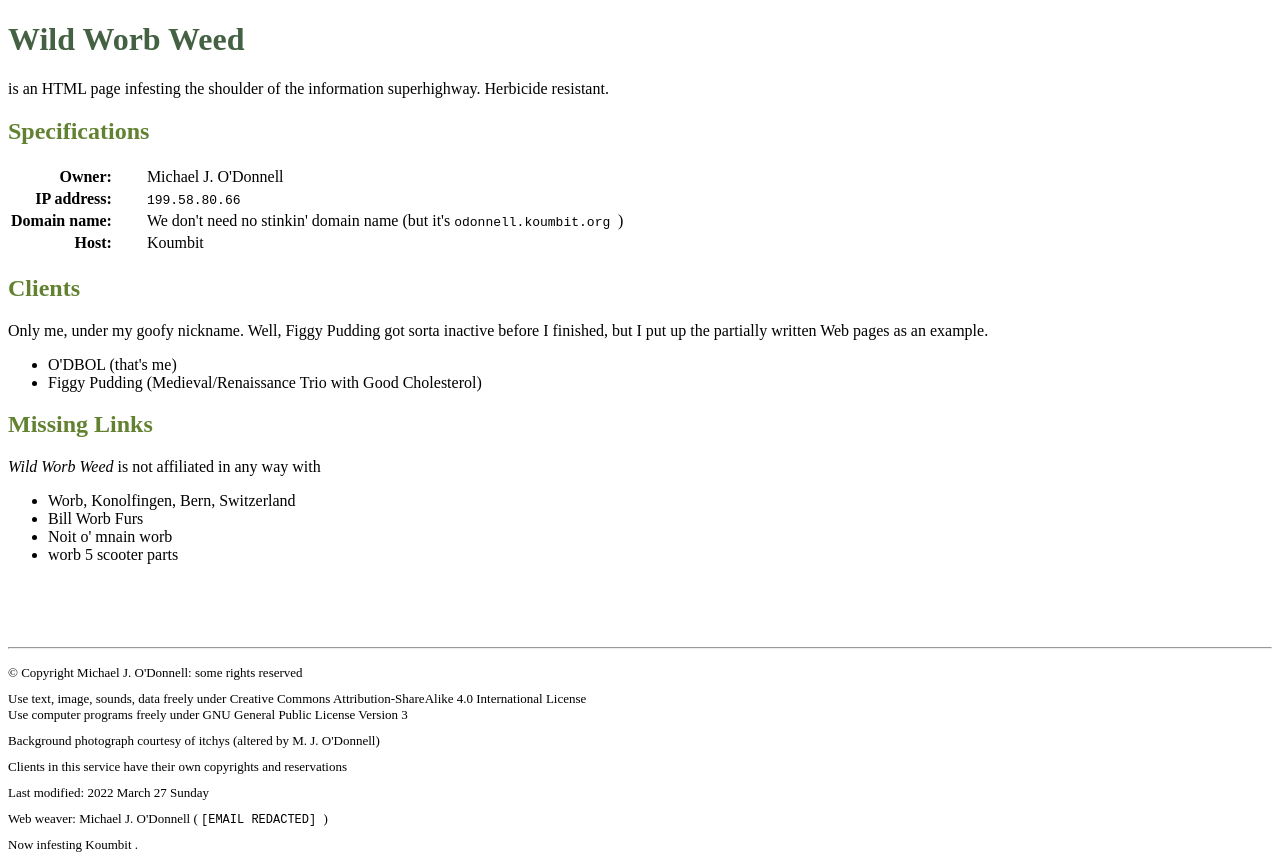 Wild Worb Weed
is an HTML page infesting the shoulder of the information superhighway. Herbicide resistant.
Specifications
Owner: Michael J. O'Donnell
IP address: 199.58.80.66
Domain name: We don't need no stinkin' domain name (but it's odonnell.koumbit.org )
Host: Koumbit
Clients
Only me, under my goofy nickname. Well, Figgy Pudding got sorta inactive before I finished, but I put up the partially written Web pages as an example.
• O'DBOL (that's me)
• Figgy Pudding (Medieval/Renaissance Trio with Good Cholesterol)
Missing Links
Wild Worb Weed is not affiliated in any way with
• Worb, Konolfingen, Bern, Switzerland
• Bill Worb Furs
• Noit o' mnain worb
• worb 5 scooter parts
© Copyright Michael J. O'Donnell: some rights reserved
Use text, image, sounds, data freely under Creative Commons Attribution-ShareAlike 4.0 International License
Use computer programs freely under GNU General Public License Version 3
Background photograph courtesy of itchys (altered by M. J. O'Donnell)
Clients in this service have their own copyrights and reservations
Last modified: 2022 March 27 Sunday
Web weaver: Michael J. O'Donnell ( [EMAIL REDACTED] )
Now infesting Koumbit .